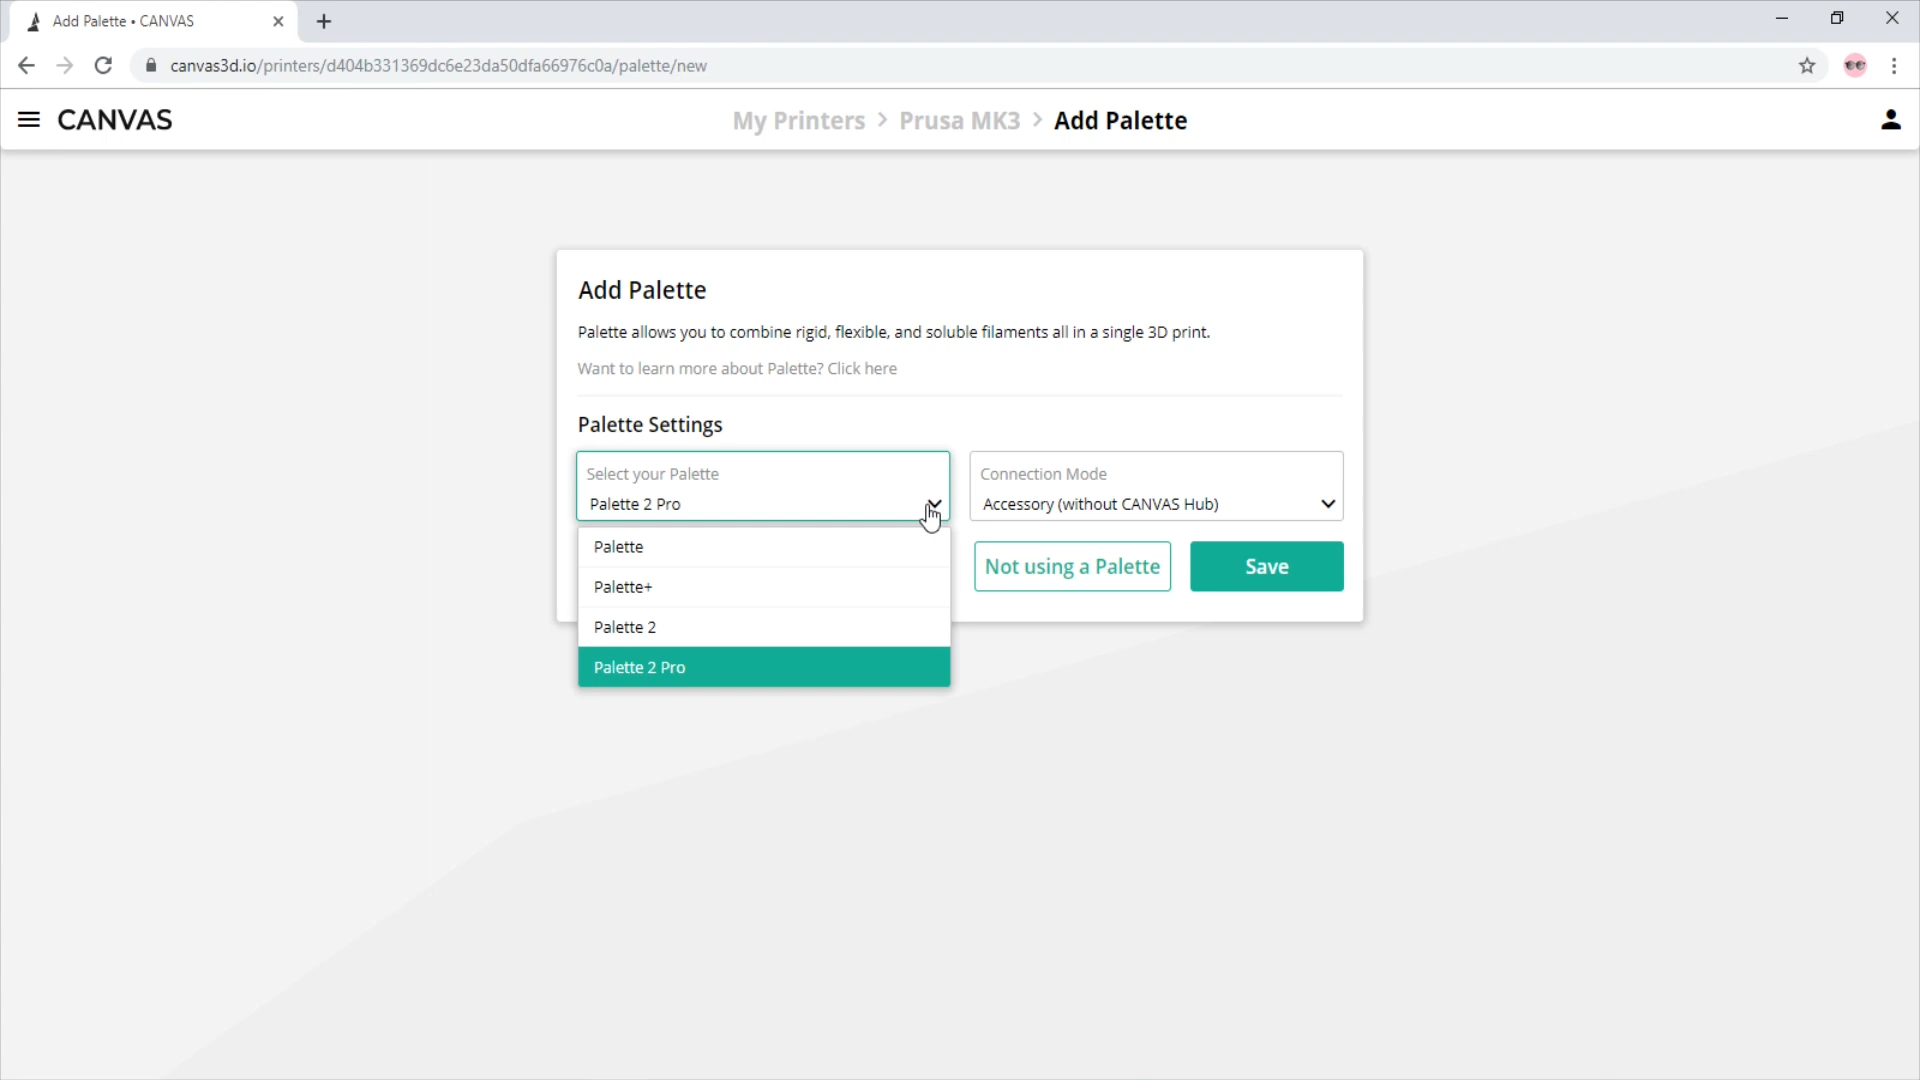 Add Palette • CANVAS
canvas3d.io/printers/d404b331369dc6e23da50dfa66976c0a/palette/new
CANVAS
My Printers > Prusa MK3 > Add Palette
Add Palette
Palette allows you to combine rigid, flexible, and soluble filaments all in a single 3D print.
Want to learn more about Palette? Click here
Palette Settings
Select your Palette
Palette 2 Pro
Connection Mode
Accessory (without CANVAS Hub)
Palette
Palette+
Palette 2
Palette 2 Pro
Not using a Palette
Save